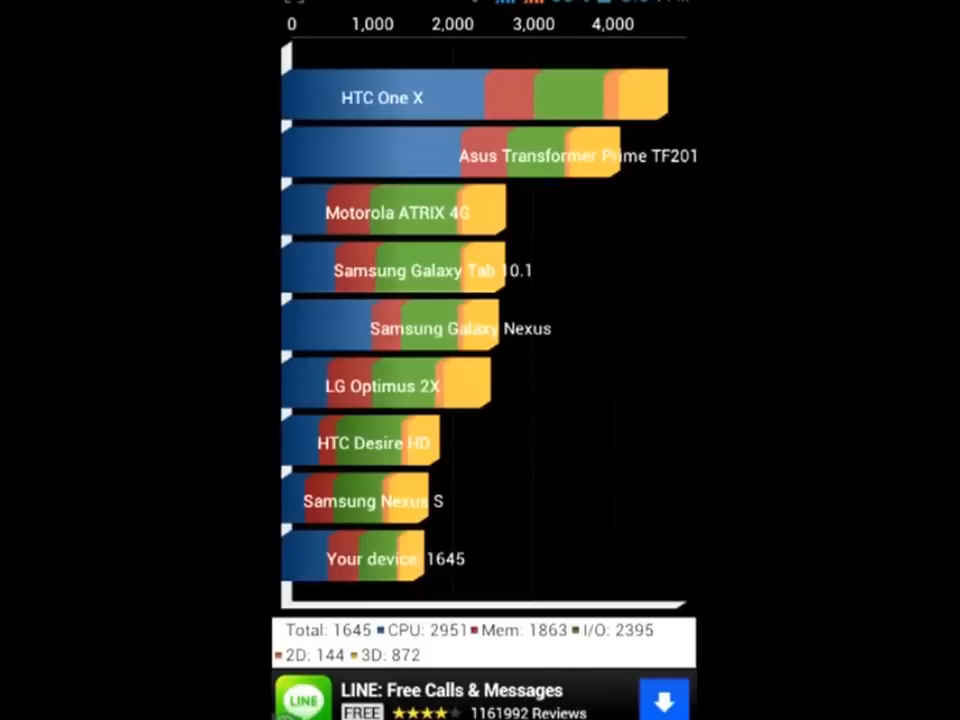 0 1,000 2,000 3,000 4,000
HTC One X
Asus Transformer Prime TF201
Motorola ATRIX 4G
Samsung Galaxy Tab 10.1
Samsung Galaxy Nexus
LG Optimus 2X
HTC Desire HD
Samsung Nexus S
Your device 1645
Total: 1645 CPU: 2951 Mem: 1863 I/O: 2395
2D: 144 3D: 872
LINE LINE: Free Calls & Messages
FREE 1161992 Reviews